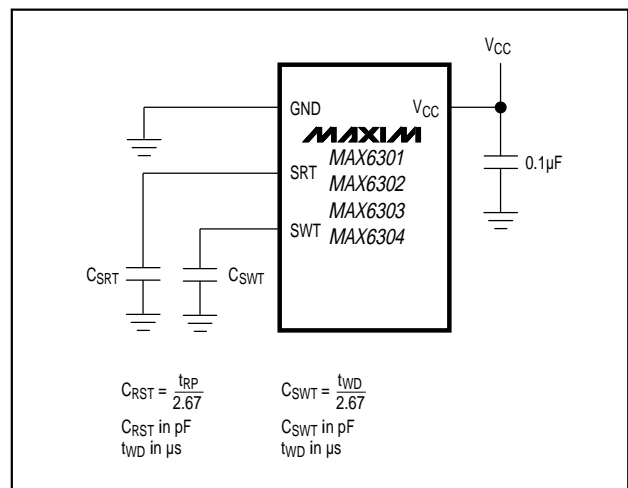 VCC
GND
VCC
MAXIM
MAX6301
MAX6302
MAX6303
MAX6304
SRT
SWT
0.1µF
CSRT
CSWT
CRST = tRP / 2.67
CRST in pF
tWD in µs
CSWT = tWD / 2.67
CSWT in pF
tWD in µs